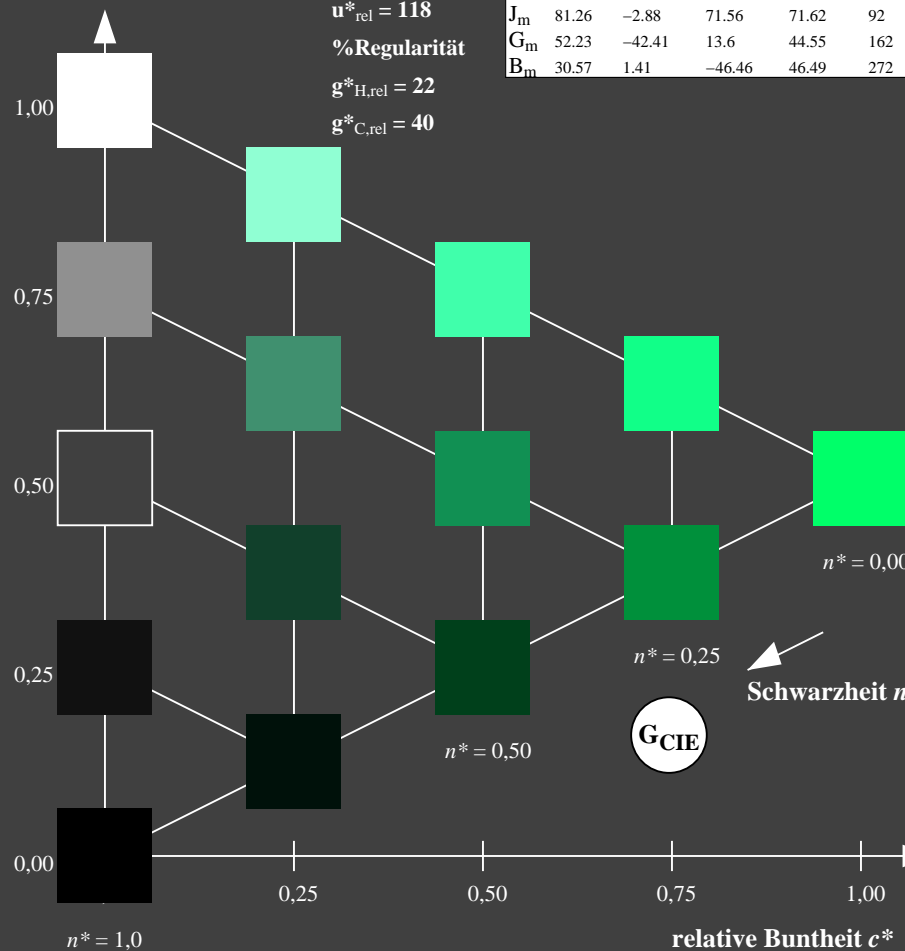 u*rel = 118
%Regularität
g*H,rel = 22
g*C,rel = 40
Jm 81.26 −2.88 71.56 71.62 92
Gm 52.23 −42.41 13.6 44.55 162
Bm 30.57 1.41 −46.46 46.49 272
1,00
0,75
0,50
n* = 0,00
n* = 0,25
0,25
Schwarzheit n
GCIE
n* = 0,50
0,00
0,25 0,50 0,75 1,00
n* = 1,0
relative Buntheit c*